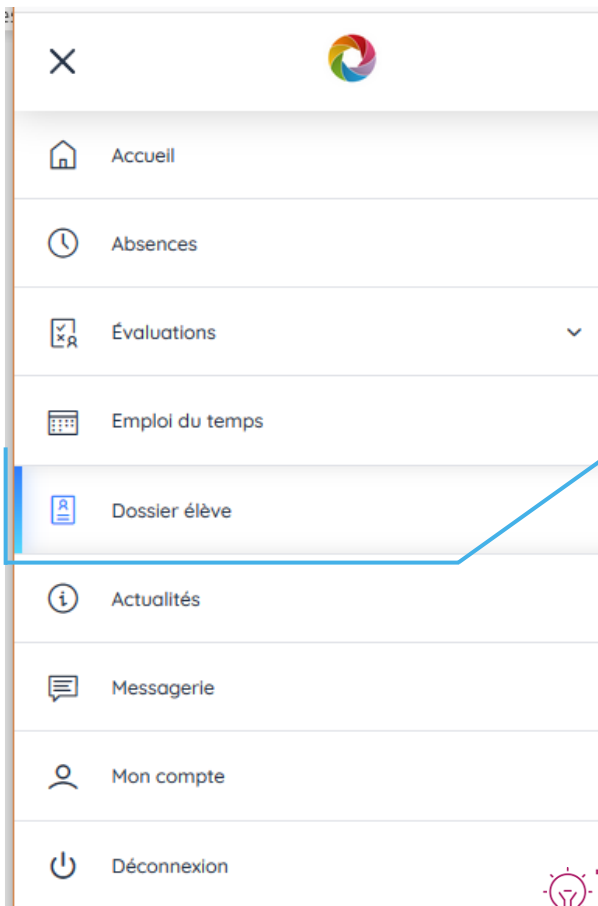 Accueil
Absences
Évaluations
Emploi du temps
Dossier élève
Actualités
Messagerie
Mon compte
Déconnexion